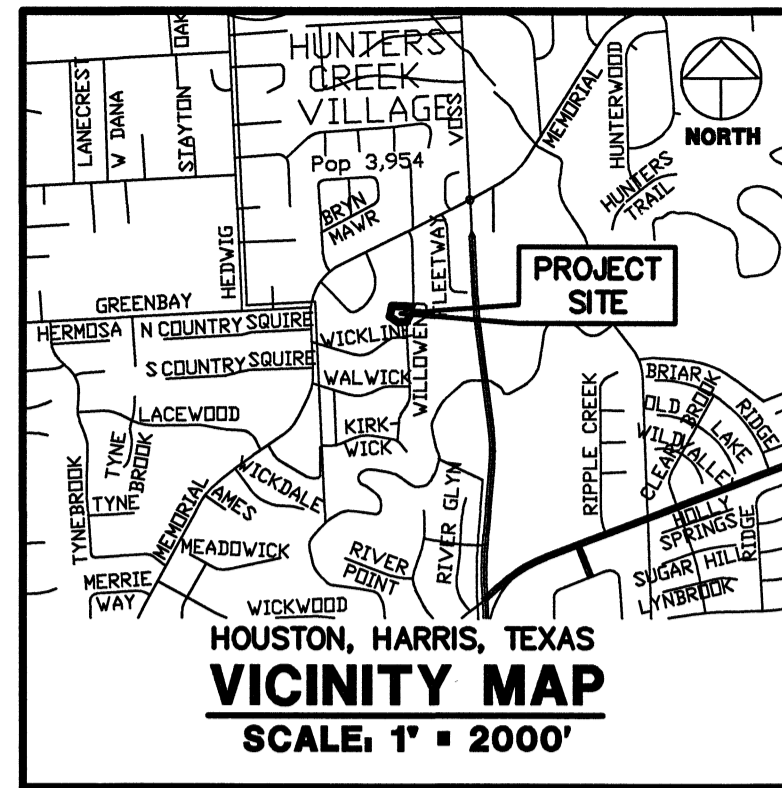 OAK
HUNTERS
CREEK
VILLAGE
Pop 3,954
LANECREST
W DANA
STAYTON
VOSS
MEMORIAL
HUNTERWOOD
NORTH
HUNTERS
TRAIL
BRYN
MAWR
HEDWIG
FLEETWAY
PROJECT
SITE
GREENBAY
HERMOSA
N COUNTRY SQUIRE
WICKLINE
WILLOWEND
S COUNTRY SQUIRE
WALWICK
LACEWOOD
KIRK-
WICK
TYNE
BROOK
TYNEBROOK
TYNE
WICKDALE
AMES
MEMORIAL
MEADOWICK
MERRIE
WAY
WICKWOOD
RIVER
POINT
RIVER GLYN
RIPPLE CREEK
BRIAR
RIDGE
OLD
LAKE
WILD VALLEY
CLEAR BROOK
HOLLY
SPRINGS
RIDGE
SUGAR HILL
LYNBROOK
HOUSTON, HARRIS, TEXAS
VICINITY MAP
SCALE: 1" = 2000'